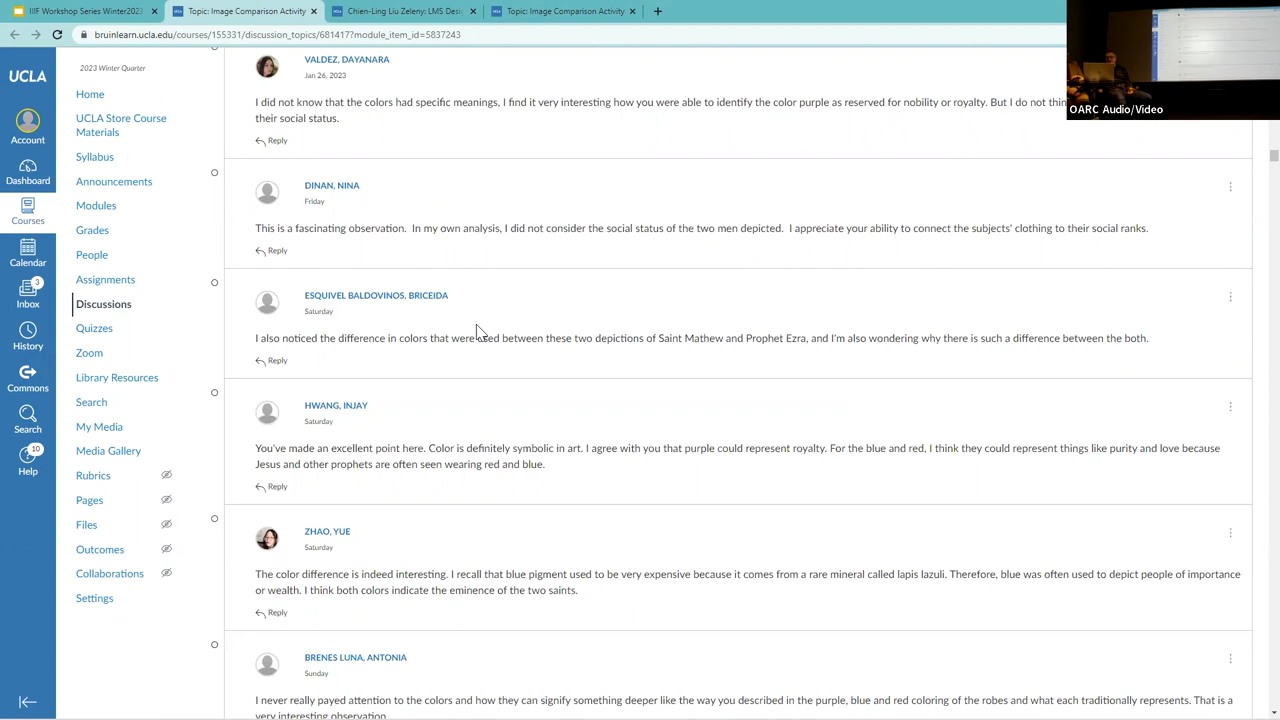 IIIF Workshop Series Winter2023
Topic: Image Comparison Activity
Chien-Ling Liu Zeleny: LMS Des
Topic: Image Comparison Activity
bruinlearn.ucla.edu/courses/155331/discussion_topics/681417?module_item_id=5837243
OARC Audio/Video
UCLA
Account
Dashboard
Courses
Calendar
3
Inbox
History
Commons
Search
10
Help
2023 Winter Quarter
Home
UCLA Store Course
Materials
Syllabus
Announcements
Modules
Grades
People
Assignments
Discussions
Quizzes
Zoom
Library Resources
Search
My Media
Media Gallery
Rubrics
Pages
Files
Outcomes
Collaborations
Settings
VALDEZ, DAYANARA
Jan 26, 2023
I did not know that the colors had specific meanings, I find it very interesting how you were able to identify the color purple as reserved for nobility or royalty. But I do not
their social status.
Reply
DINAN, NINA
Friday
This is a fascinating observation. In my own analysis, I did not consider the social status of the two men depicted. I appreciate your ability to connect the subjects' clothing to their social ranks.
Reply
ESQUIVEL BALDOVINOS, BRICEIDA
Saturday
I also noticed the difference in colors that were used between these two depictions of Saint Mathew and Prophet Ezra, and I'm also wondering why there is such a difference between the both.
Reply
HWANG, INJAY
Saturday
You've made an excellent point here. Color is definitely symbolic in art. I agree with you that purple could represent royalty. For the blue and red, I think they could represent things like purity and love because
Jesus and other prophets are often seen wearing red and blue.
Reply
ZHAO, YUE
Saturday
The color difference is indeed interesting. I recall that blue pigment used to be very expensive because it comes from a rare mineral called lapis lazuli. Therefore, blue was often used to depict people of importance
or wealth. I think both colors indicate the eminence of the two saints.
Reply
BRENES LUNA, ANTONIA
Sunday
I never really payed attention to the colors and how they can signify something deeper like the way you described in the purple, blue and red coloring of the robes and what each traditionally represents. That is a
very interesting observation